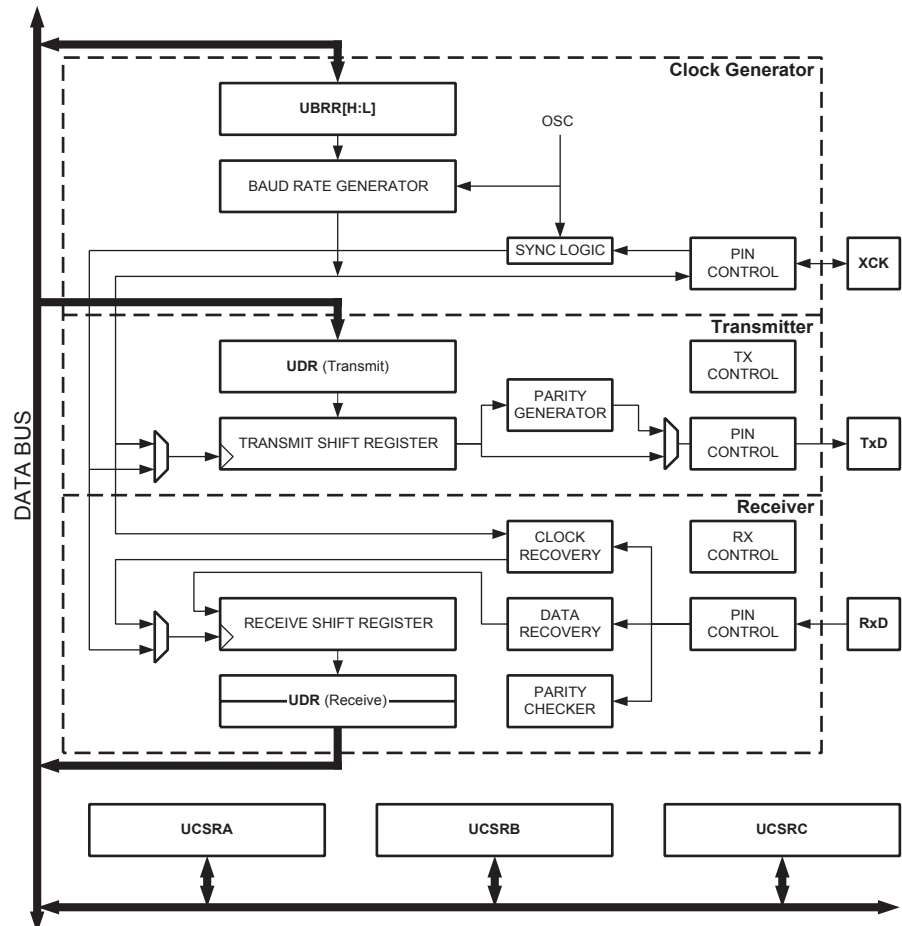 Clock Generator
UBRR[H:L]
OSC
BAUD RATE GENERATOR
SYNC LOGIC
PIN
CONTROL
XCK
Transmitter
UDR (Transmit)
TX
CONTROL
PARITY
GENERATOR
TRANSMIT SHIFT REGISTER
PIN
CONTROL
TxD
DATA BUS
Receiver
CLOCK
RECOVERY
RX
CONTROL
RECEIVE SHIFT REGISTER
DATA
RECOVERY
PIN
CONTROL
RxD
UDR (Receive)
PARITY
CHECKER
UCSRA
UCSRB
UCSRC